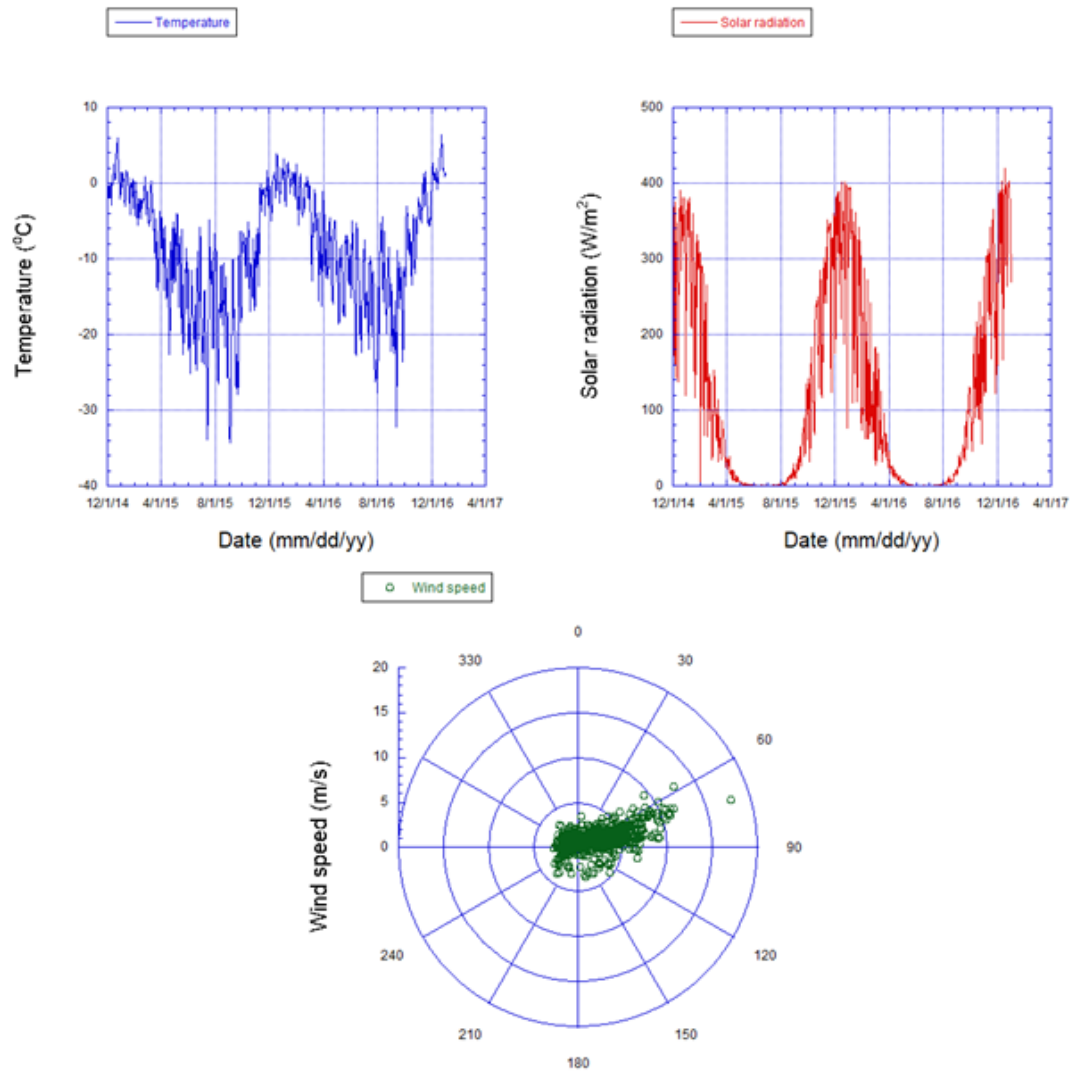 Temperature
Solar radiation
10
0
-10
-20
-30
-40
Temperature (⁰C)
12/1/14 4/1/15 8/1/15 12/1/15 4/1/16 8/1/16 12/1/16 4/1/17
Date (mm/dd/yy)
500
400
300
200
100
0
Solar radiation (W/m²)
12/1/14 4/1/15 8/1/15 12/1/15 4/1/16 8/1/16 12/1/16 4/1/17
Date (mm/dd/yy)
Wind speed
20
15
10
5
0
Wind speed (m/s)
0
30
60
90
120
150
180
210
240
330